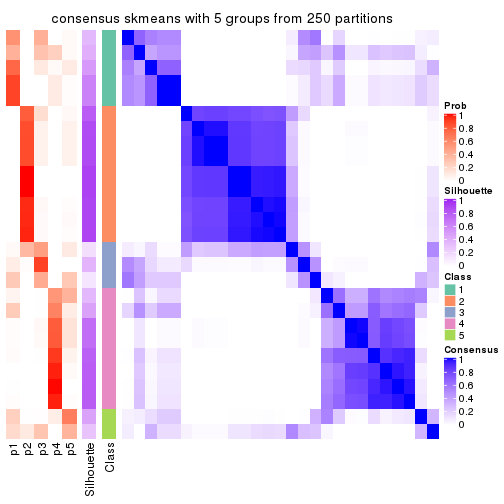 consensus skmeans with 5 groups from 250 partitions
Prob
1
0.8
0.6
0.4
0.2
0
Silhouette
1
0.8
0.6
0.4
0.2
0
Class
1
2
3
4
5
Consensus
1
0.8
0.6
0.4
0.2
0
p1
p2
p3
p4
p5
Silhouette
Class